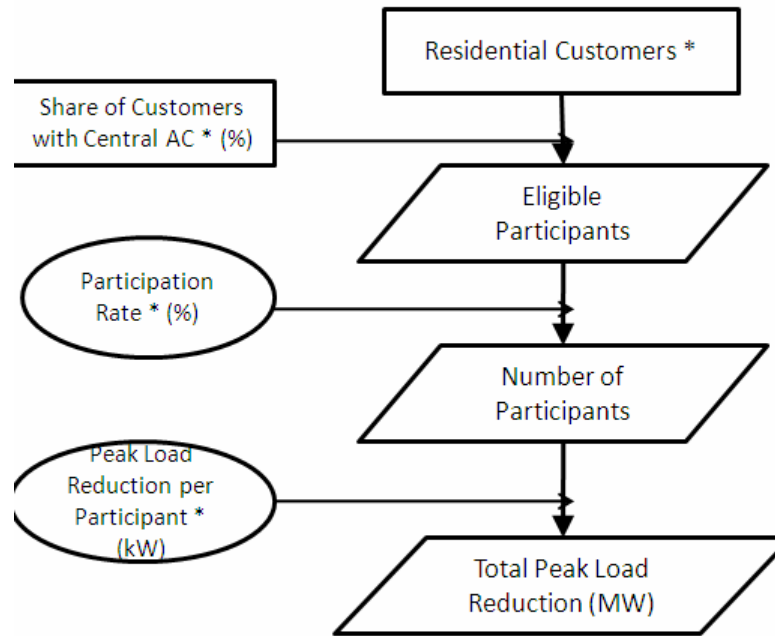 Residential Customers *
Share of Customers
with Central AC * (%)
Eligible
Participants
Participation
Rate * (%)
Number of
Participants
Peak Load
Reduction per
Participant *
(kW)
Total Peak Load
Reduction (MW)